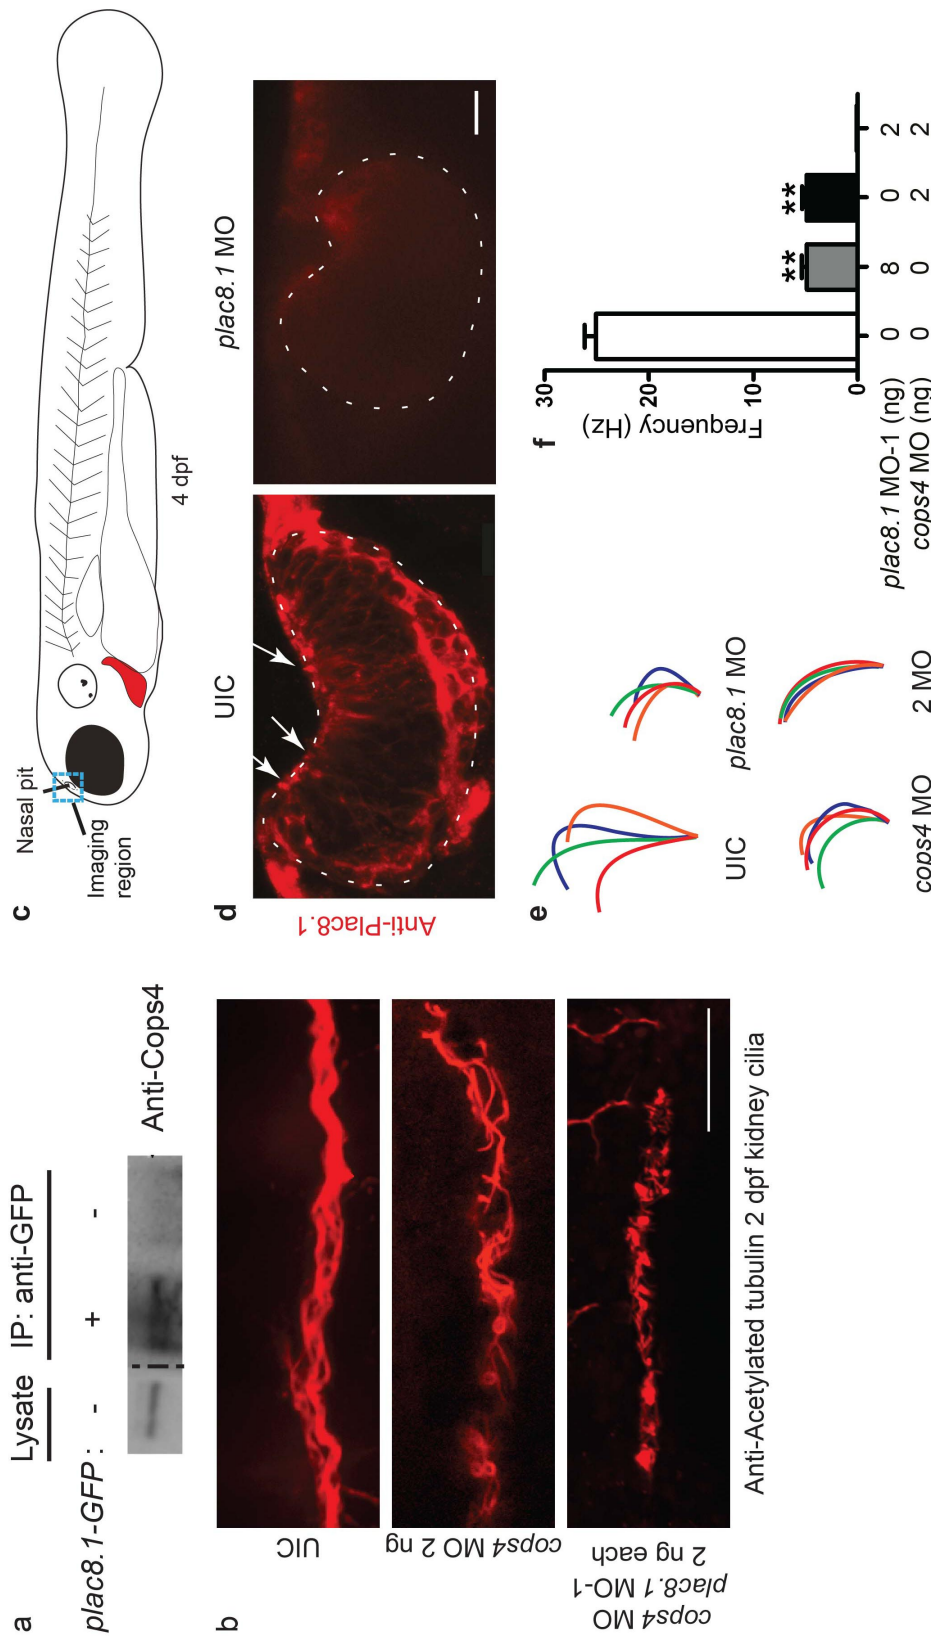 a
Lysate IP: anti-GFP
plac8.1-GFP : - + -
Anti-Cops4
b
UIC
cops4 MO 2 ng
cops4 MO
plac8.1 MO-1
2 ng each
Anti-Acetylated tubulin 2 dpf kidney cilia
c
Nasal pit
Imaging
region
4 dpf
d
UIC
plac8.1 MO
Anti-Plac8.1
e
UIC
plac8.1 MO
cops4 MO
2 MO
f
Frequency (Hz)
30
20
10
0
** **
plac8.1 MO-1 (ng) 0 8 0 2
cops4 MO (ng) 0 0 2 2